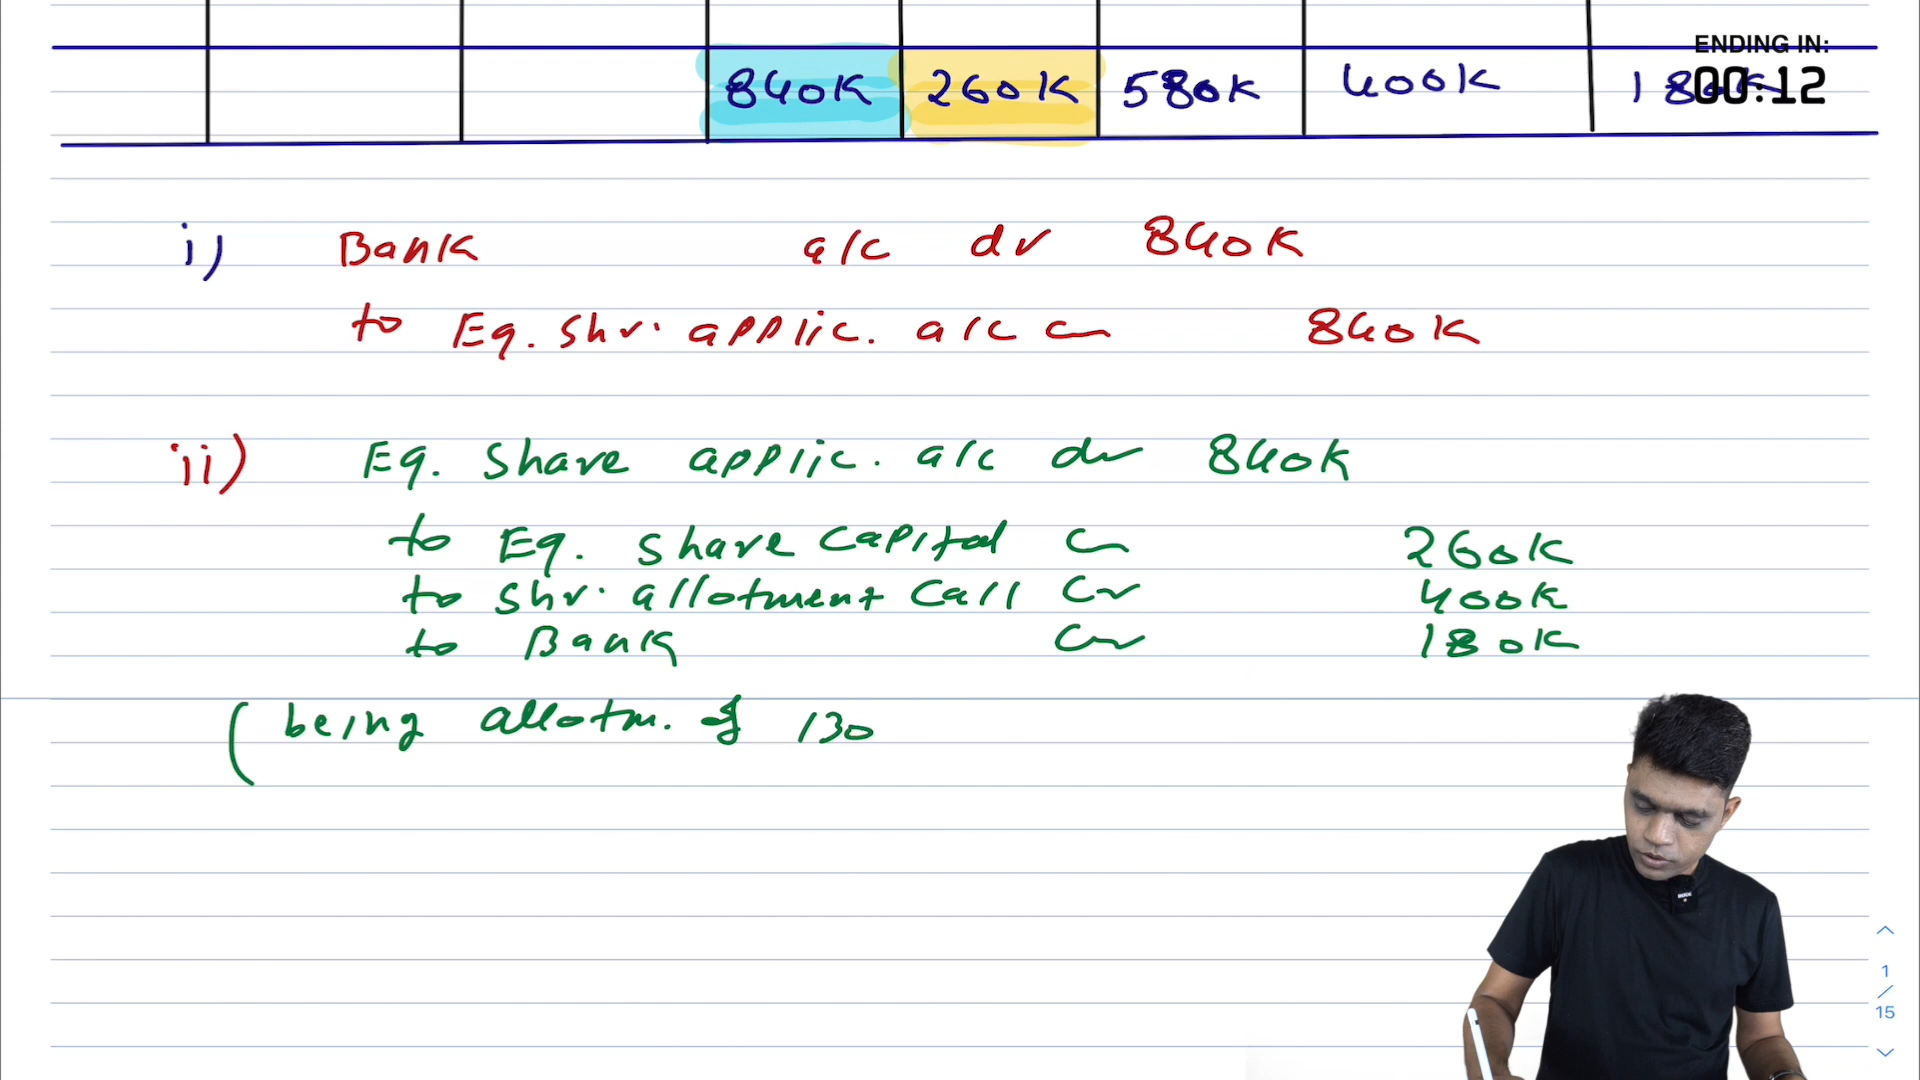 ENDING IN:
00:12
840K 260K 580K 400K 180K
i) Bank a/c dr 840K
to Eq. Shr. applic. a/c cr 840K
ii) Eq. Share applic. a/c dr 840K
to Eq. Share Capital Cr 260K
to Shr. allotment Call Cr 400K
to Bank Cr 180K
( being allotm. of 130
1
/
15